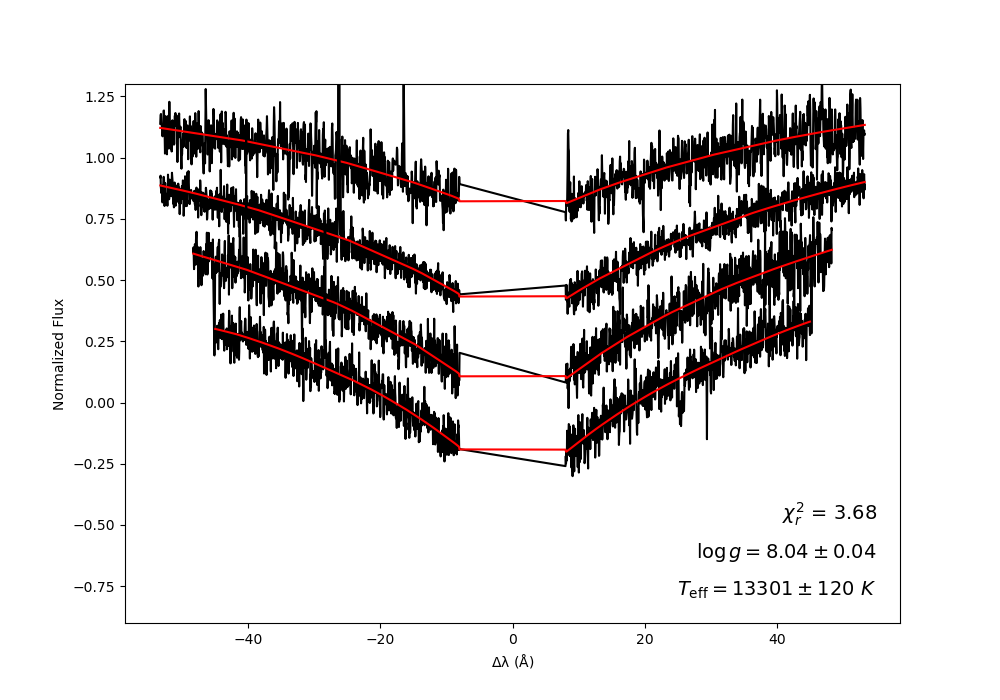 1.25
1.00
0.75
0.50
0.25
0.00
−0.25
−0.50
−0.75
Normalized Flux
−40
−20
0
20
40
Δλ (Å)
χ²ᵣ = 3.68
log g = 8.04 ± 0.04
T_eff = 13301 ± 120 K